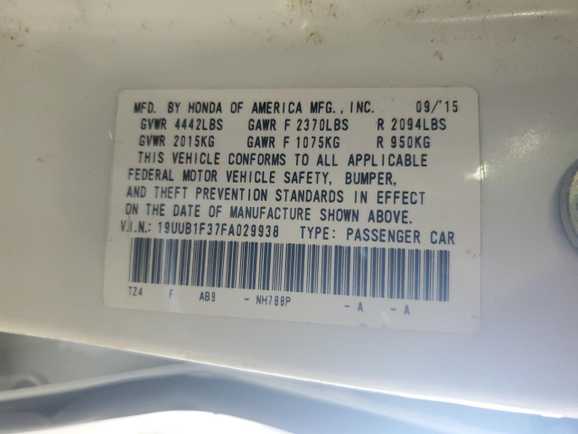 MFD. BY HONDA OF AMERICA MFG., INC. 09/'15
GVWR 4442LBS GAWR F 2370LBS R 2094LBS
GVWR 2015KG GAWR F 1075KG R 950KG
THIS VEHICLE CONFORMS TO ALL APPLICABLE
FEDERAL MOTOR VEHICLE SAFETY, BUMPER,
AND THEFT PREVENTION STANDARDS IN EFFECT
ON THE DATE OF MANUFACTURE SHOWN ABOVE.
V.I.N.: 19UUB1F37FA029938 TYPE: PASSENGER CAR
TZ4 F AB9 - NH788P - A - A